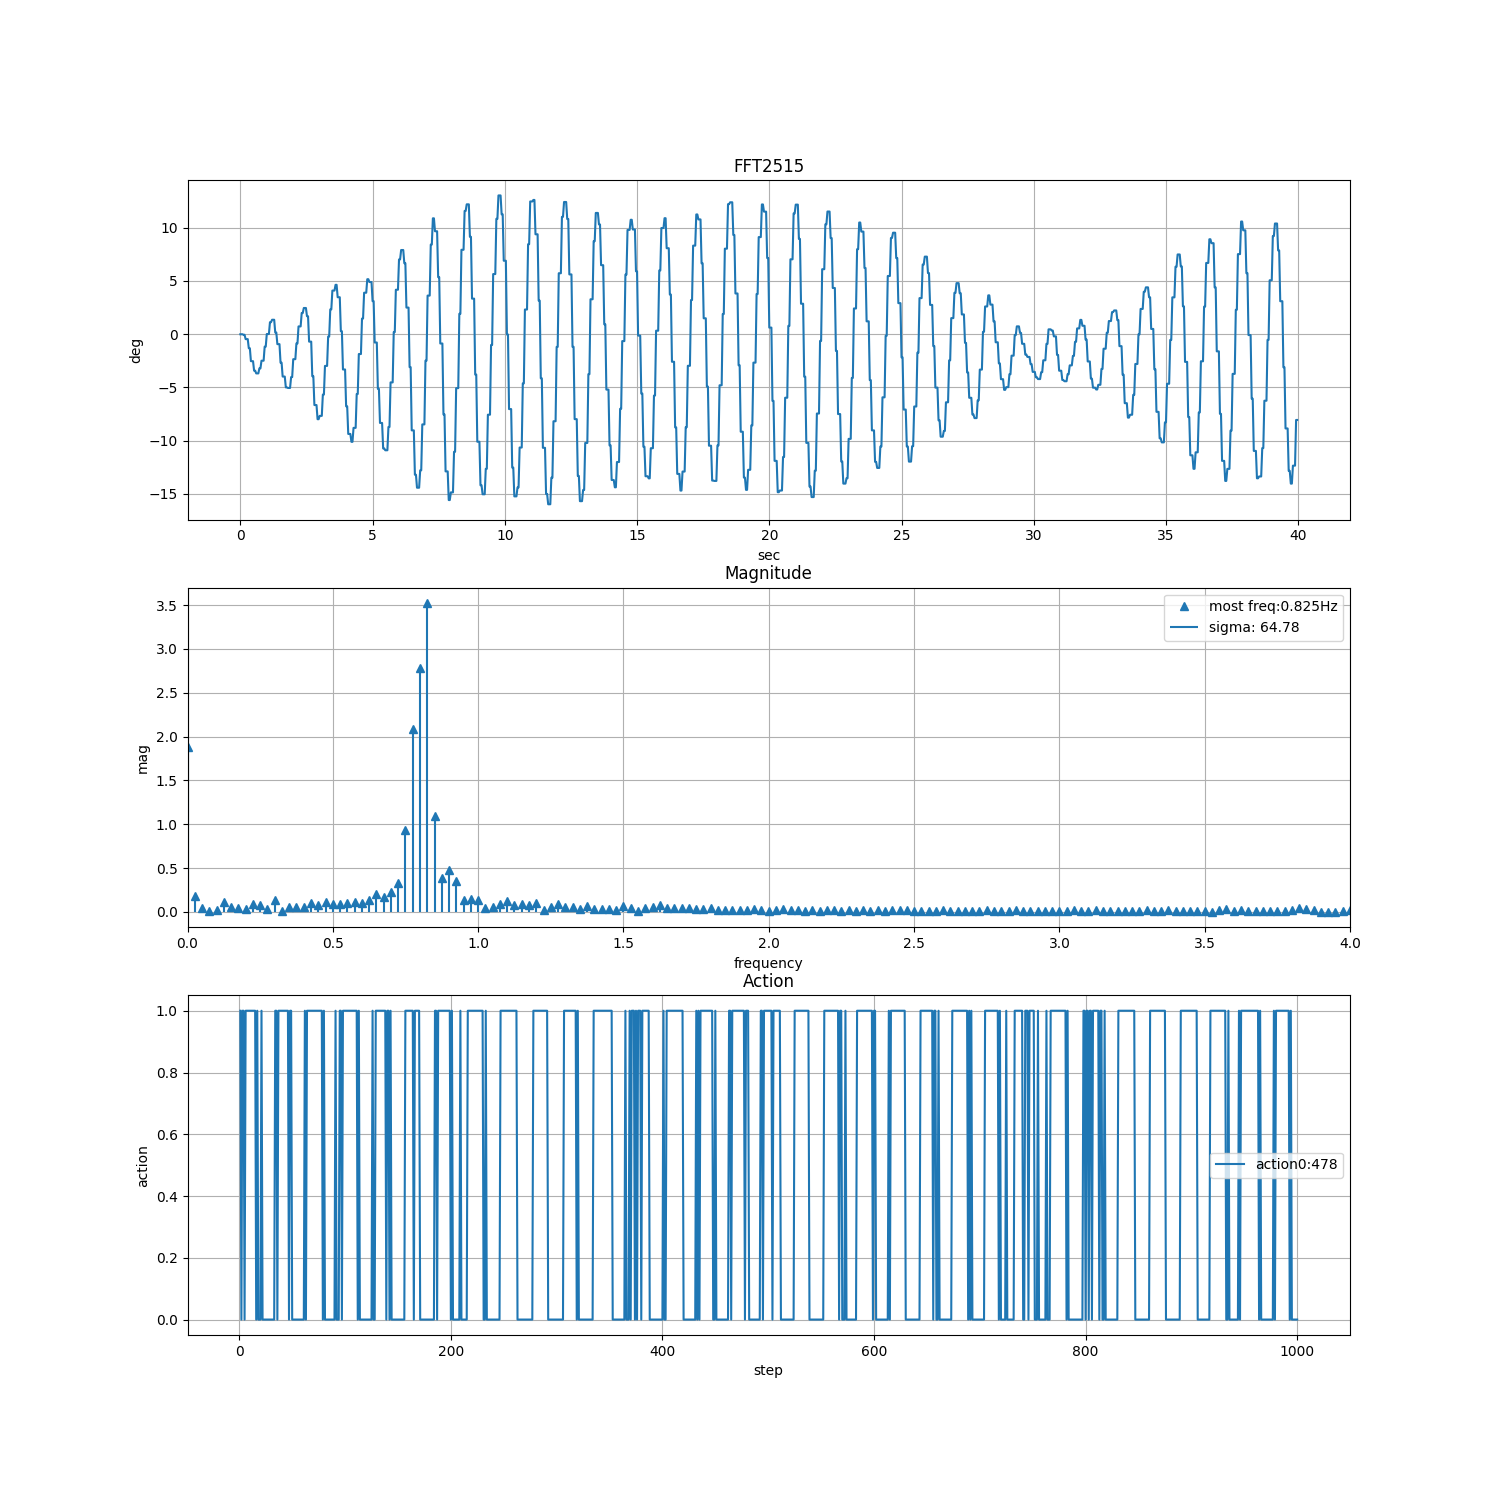 FFT2515
10
5
0
−5
−10
−15
deg
0 5 10 15 20 25 30 35 40
sec
Magnitude
3.5
3.0
2.5
2.0
1.5
1.0
0.5
0.0
mag
most freq:0.825Hz
sigma: 64.78
0.0 0.5 1.0 1.5 2.0 2.5 3.0 3.5 4.0
frequency
Action
1.0
0.8
0.6
0.4
0.2
0.0
action
action0:478
0 200 400 600 800 1000
step